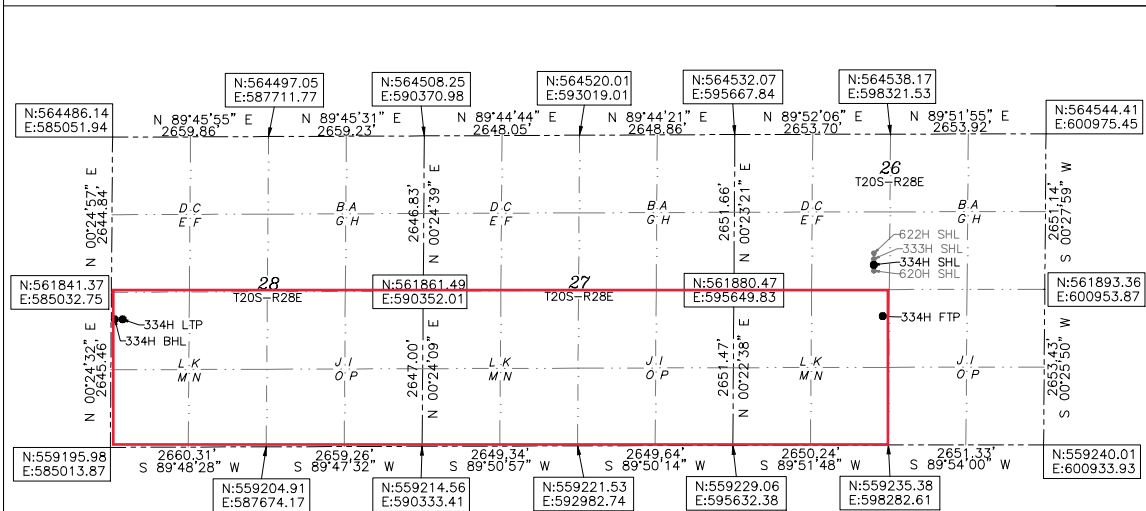 N:564497.05
E:587711.77
N:564508.25
E:590370.98
N:564520.01
E:593019.01
N:564532.07
E:595667.84
N:564538.17
E:598321.53
N:564486.14
E:585051.94
N:564544.41
E:600975.45
N 89°45'55" E
2659.86'
N 89°45'31" E
2659.23'
N 89°44'44" E
2648.05'
N 89°44'21" E
2648.86'
N 89°52'06" E
2653.70'
N 89°51'55" E
2653.92'
N 00°24'57" E
2644.84'
N 00°24'39" E
2646.83'
N 00°23'21" E
2651.66'
S 00°27'59" W
2651.14'
26
T20S-R28E
D C
E F
B A
G H
D C
E F
B A
G H
D C
E F
B A
G H
622H SHL
333H SHL
334H SHL
620H SHL
28
T20S-R28E
27
T20S-R28E
N:561841.37
E:585032.75
N:561861.49
E:590352.01
N:561880.47
E:595649.83
N:561893.36
E:600953.87
334H LTP
334H BHL
334H FTP
N 00°24'32" E
2645.46'
N 00°24'09" E
2647.00'
N 00°22'38" E
2651.47'
S 00°25'50" W
2653.43'
L K
M N
J I
O P
L K
M N
J I
O P
L K
M N
J I
O P
N:559195.98
E:585013.87
2660.31'
S 89°48'28" W
2659.26'
S 89°47'32" W
2649.34'
S 89°50'57" W
2649.64'
S 89°50'14" W
2650.24'
S 89°51'48" W
2651.33'
S 89°54'00" W
N:559240.01
E:600933.93
N:559204.91
E:587674.17
N:559214.56
E:590333.41
N:559221.53
E:592982.74
N:559229.06
E:595632.38
N:559235.38
E:598282.61